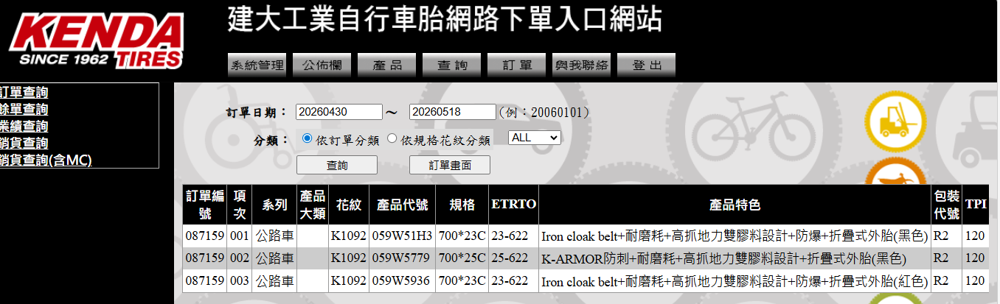 KENDA
SINCE 1962 TIRES
建大工業自行車胎網路下單入口網站
系統管理 公佈欄 產 品 查 詢 訂 單 與我聯絡 登 出
訂單查詢
餘單查詢
業績查詢
銷貨查詢
銷貨查詢(含MC)
訂單日期： 20260430 ～ 20260518 (例：20060101)
分類： 依訂單分類 依規格花紋分類 ALL
查詢 訂單畫面
訂單編號 項次 系列 產品大類 花紋 產品代號 規格 ETRTO 產品特色 包裝代號 TPI
087159 001 公路車 K1092 059W51H3 700*23C 23-622 Iron cloak belt+耐磨耗+高抓地力雙膠料設計+防爆+折疊式外胎(黑色) R2 120
087159 002 公路車 K1092 059W5779 700*25C 25-622 K-ARMOR防刺+耐磨耗+高抓地力雙膠料設計+折疊式外胎(黑色) R2 120
087159 003 公路車 K1092 059W5936 700*23C 23-622 Iron cloak belt+耐磨耗+高抓地力雙膠料設計+防爆+折疊式外胎(紅色) R2 120